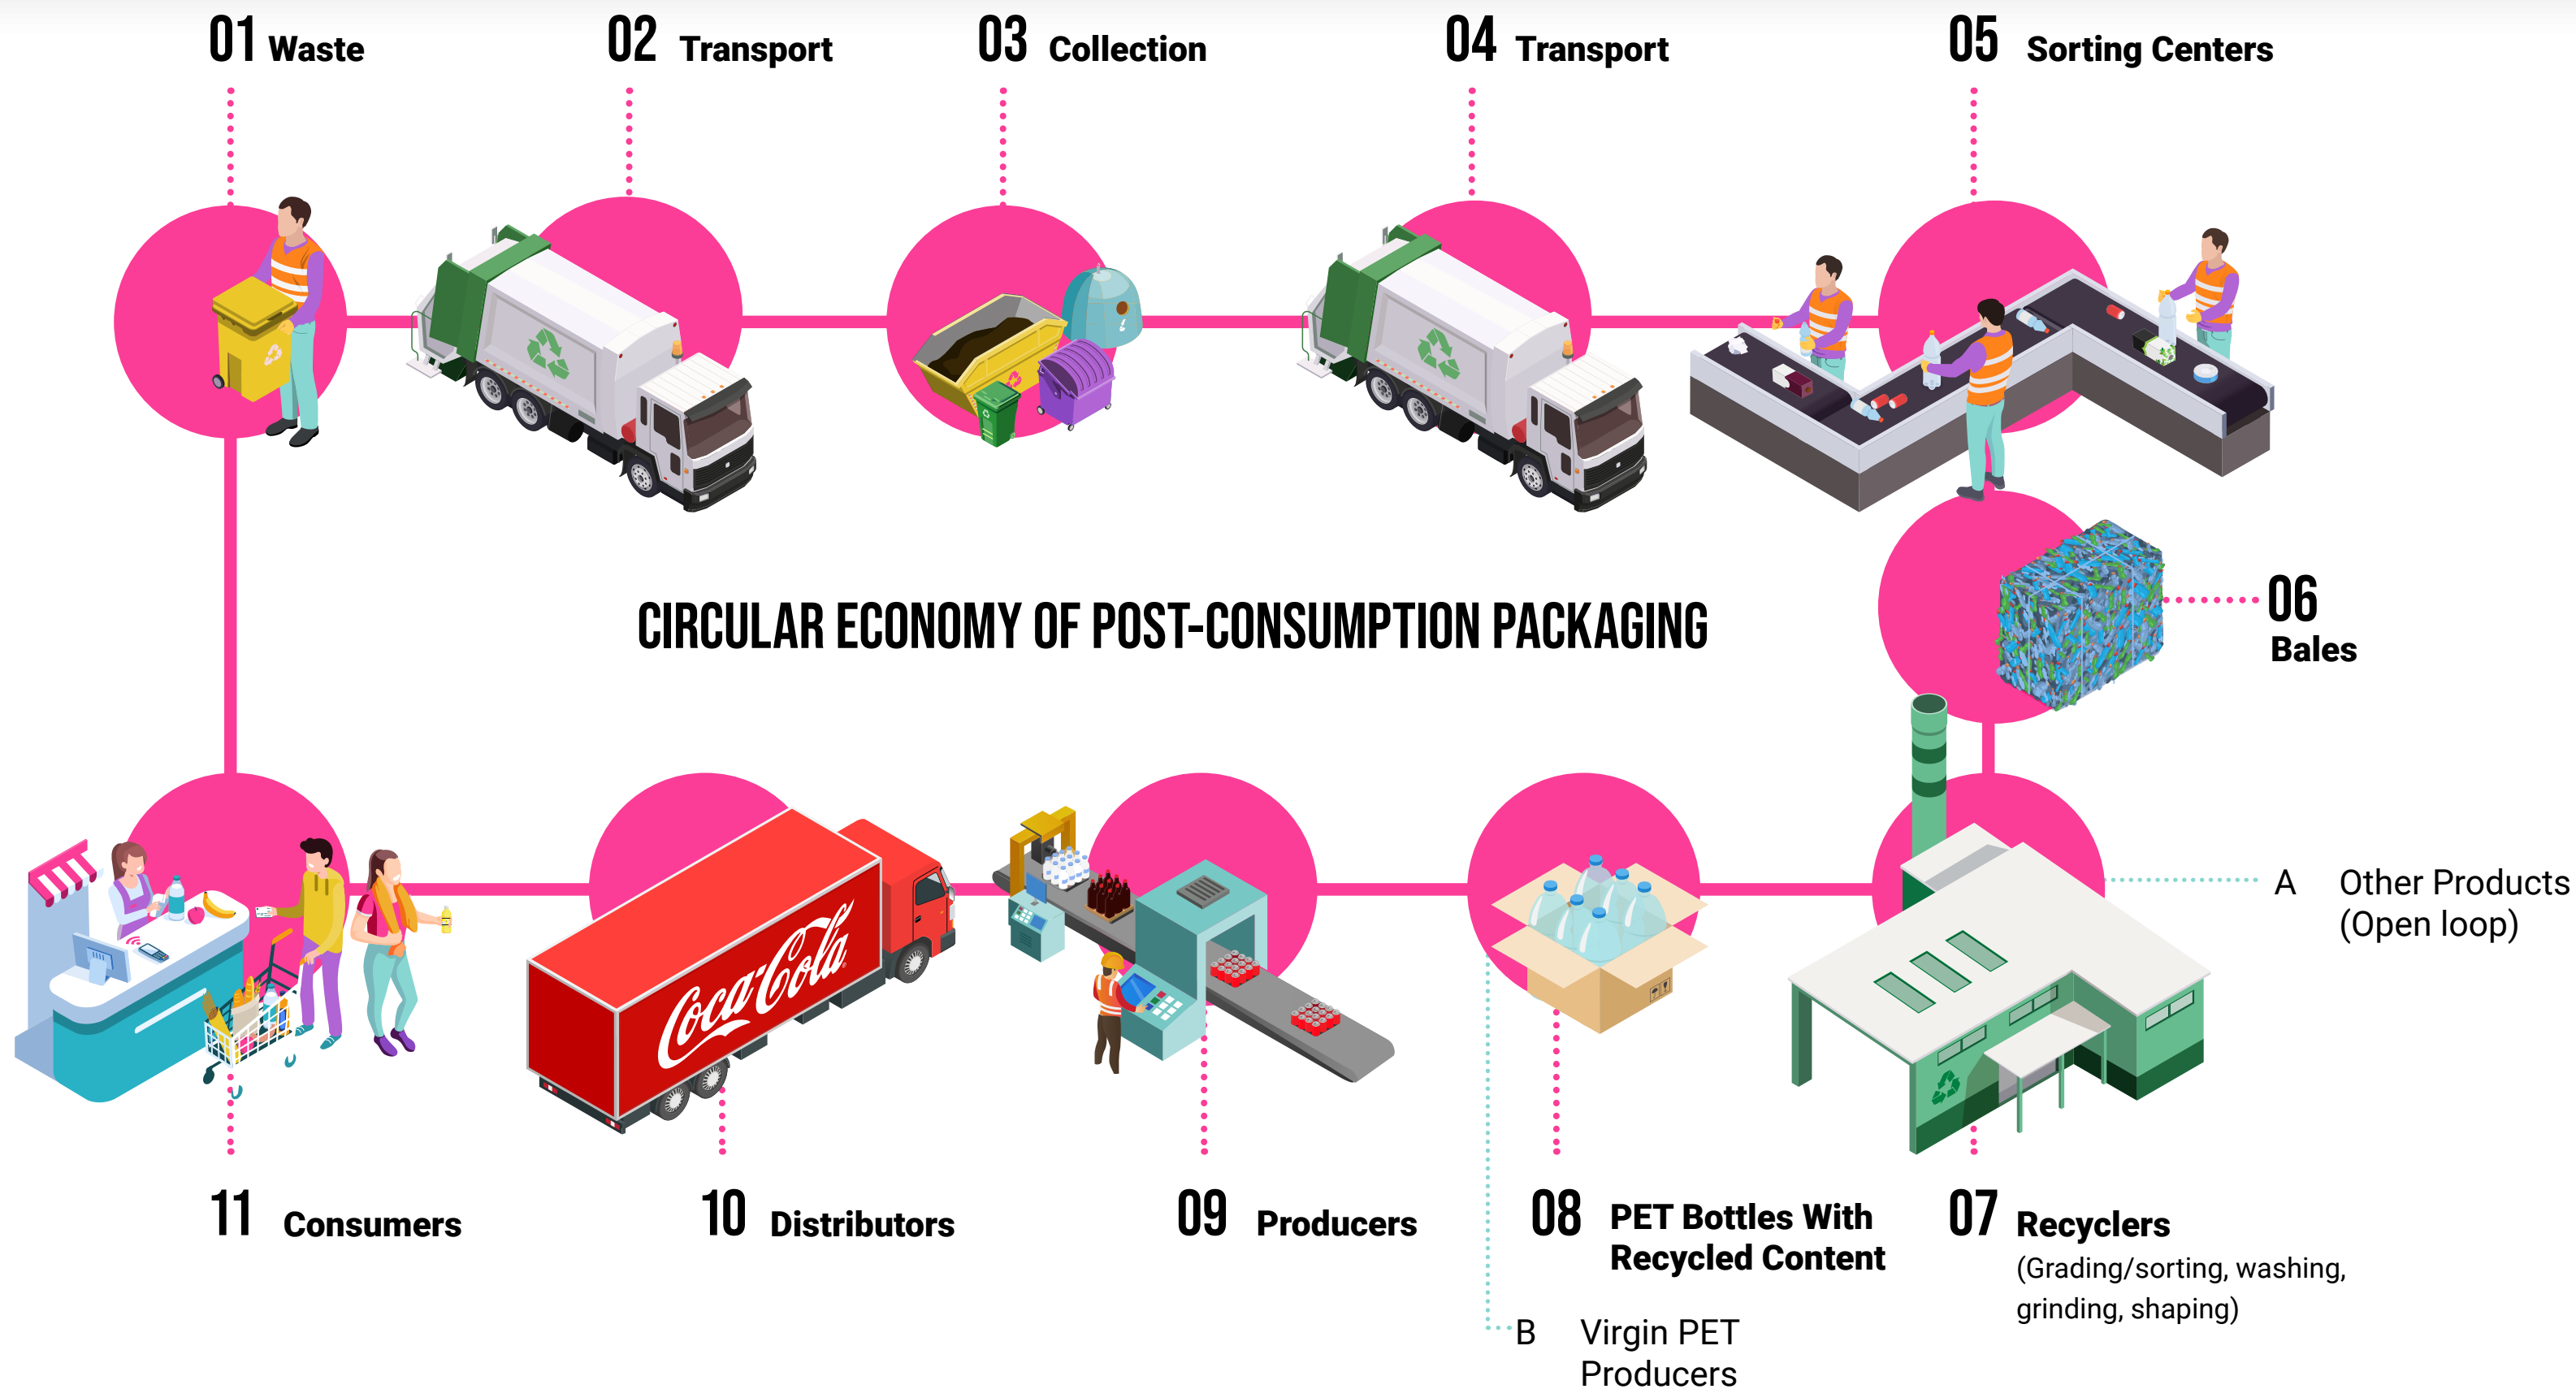 01 Waste
02 Transport
03 Collection
04 Transport
05 Sorting Centers
CIRCULAR ECONOMY OF POST-CONSUMPTION PACKAGING
06
Bales
Coca-Cola
A Other Products
(Open loop)
11 Consumers
10 Distributors
09 Producers
08 PET Bottles With
Recycled Content
07 Recyclers
(Grading/sorting, washing,
grinding, shaping)
B Virgin PET
Producers